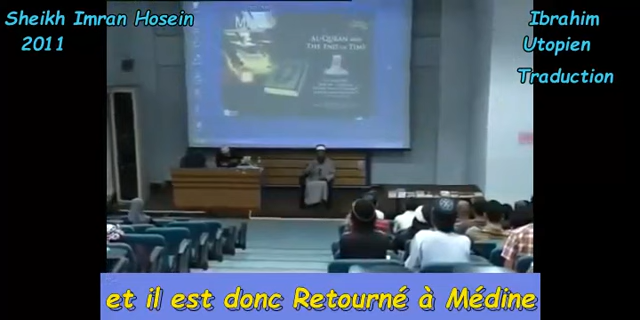 Sheikh Imran Hosein
2011
Ibrahim
Utopien
Traduction
AL-QURAN AND
THE END OF TIME
et il est donc Retourné à Médine